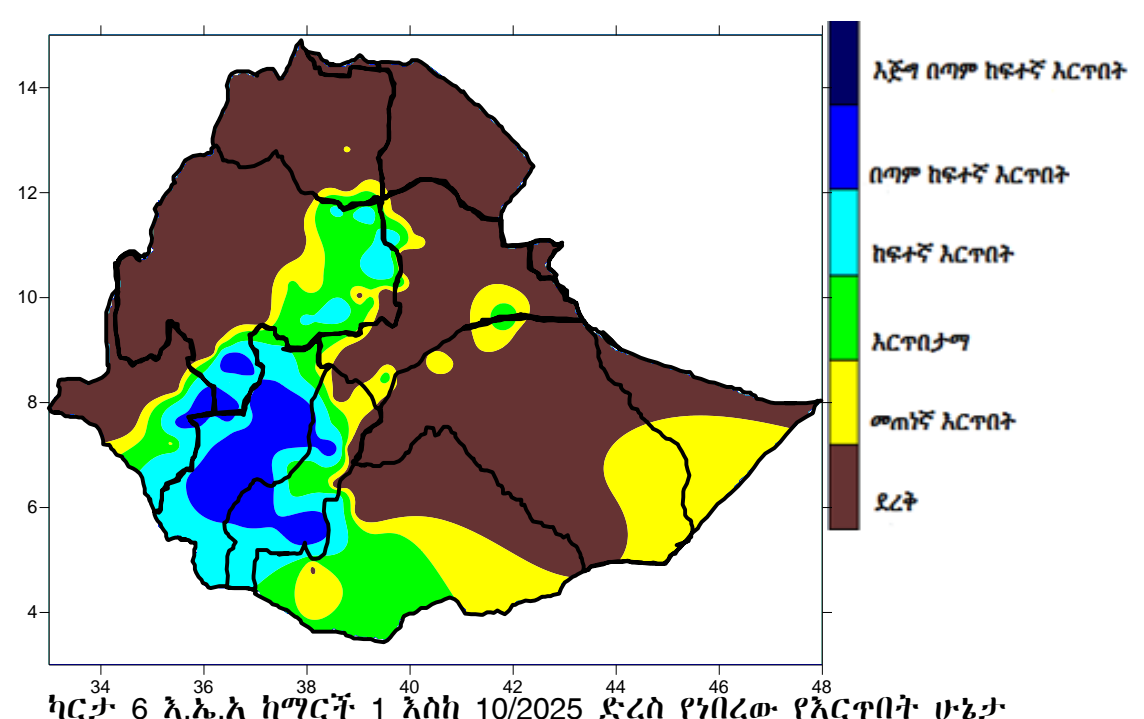 14
12
10
8
6
4
34 36 38 40 42 44 46 48
እጅግ በጣም ከፍተኛ እርጥበት
በጣም ከፍተኛ እርጥበት
ከፍተኛ እርጥበት
እርጥበታማ
መጠነኛ እርጥበት
ደረቅ
ካርታ 6 እ.ኤ.አ ከማርች 1 እስከ 10/2025 ድረስ የነበረው የእርጥበት ሁኔታ